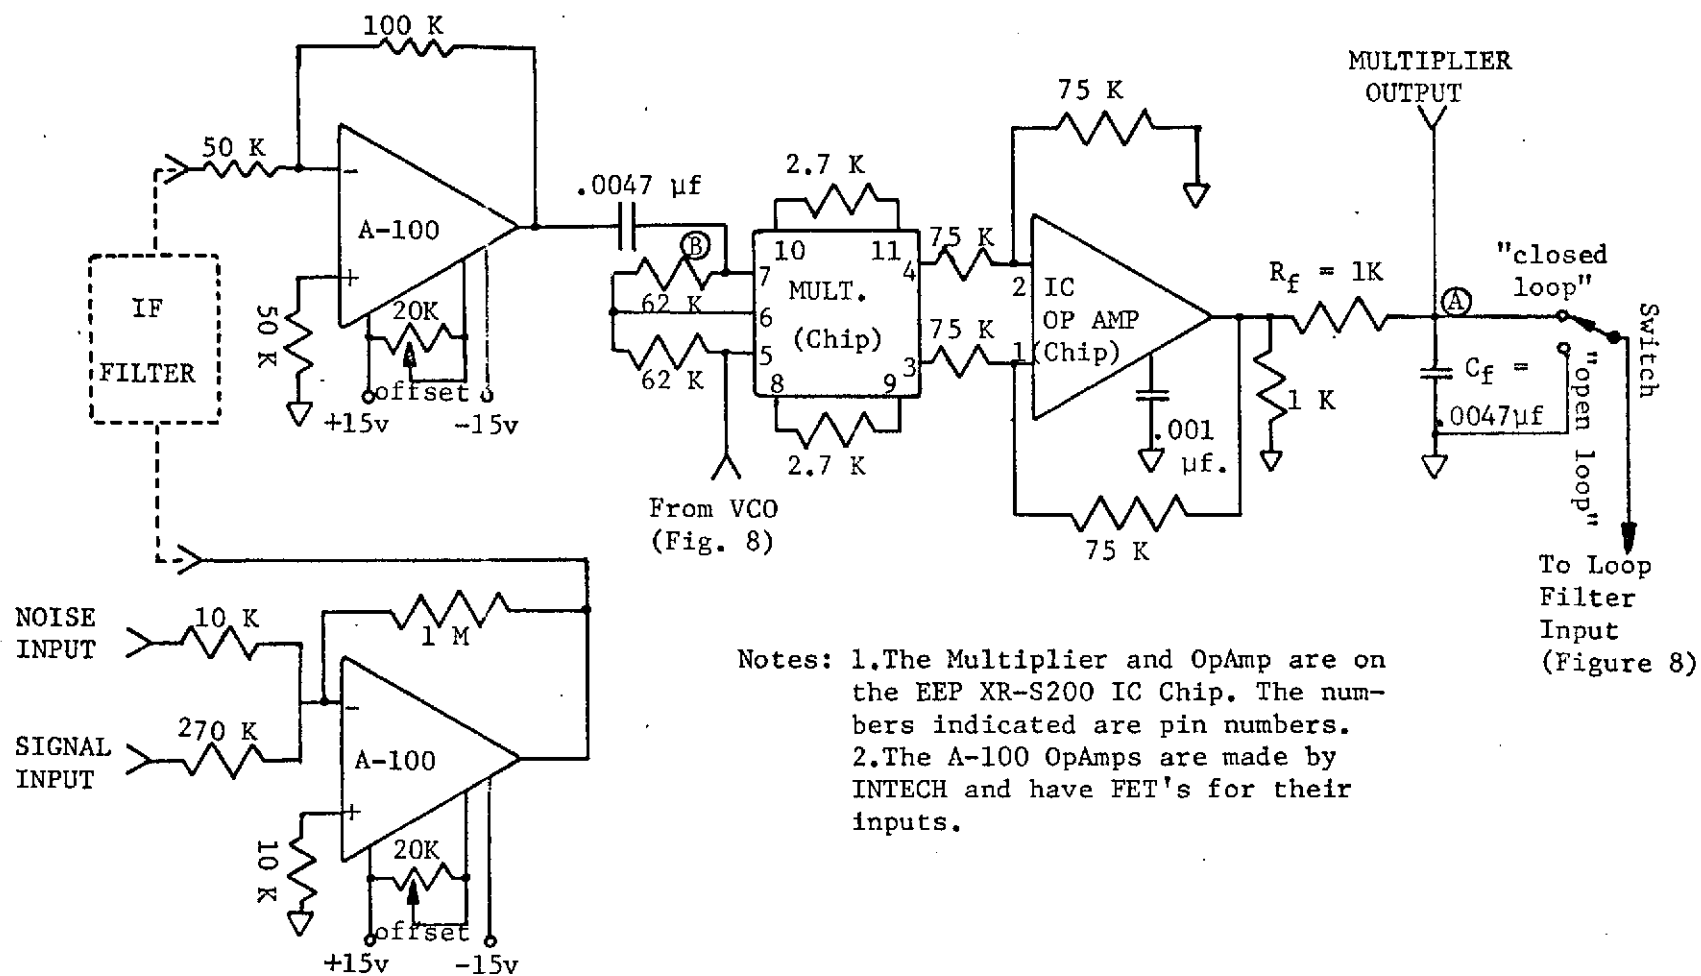 100 K
50 K
A-100
-
+
50 K
20K
offset
+15v
-15v
IF
FILTER
.0047 µf
B
62 K
62 K
2.7 K
10
11
7
6
5
4
3
8
9
MULT.
(Chip)
2.7 K
From VCO
(Fig. 8)
75 K
75 K
75 K
2
1
IC
OP AMP
(Chip)
.001
µf.
75 K
1 K
Rf = 1K
A
MULTIPLIER
OUTPUT
"closed
loop"
Switch
"open loop"
Cf =
.0047µf
To Loop
Filter
Input
(Figure 8)
NOISE
INPUT
10 K
SIGNAL
INPUT
270 K
1 M
A-100
-
+
10 K
20K
offset
+15v
-15v
Notes: 1.The Multiplier and OpAmp are on
the EEP XR-S200 IC Chip. The num-
bers indicated are pin numbers.
2.The A-100 OpAmps are made by
INTECH and have FET's for their
inputs.